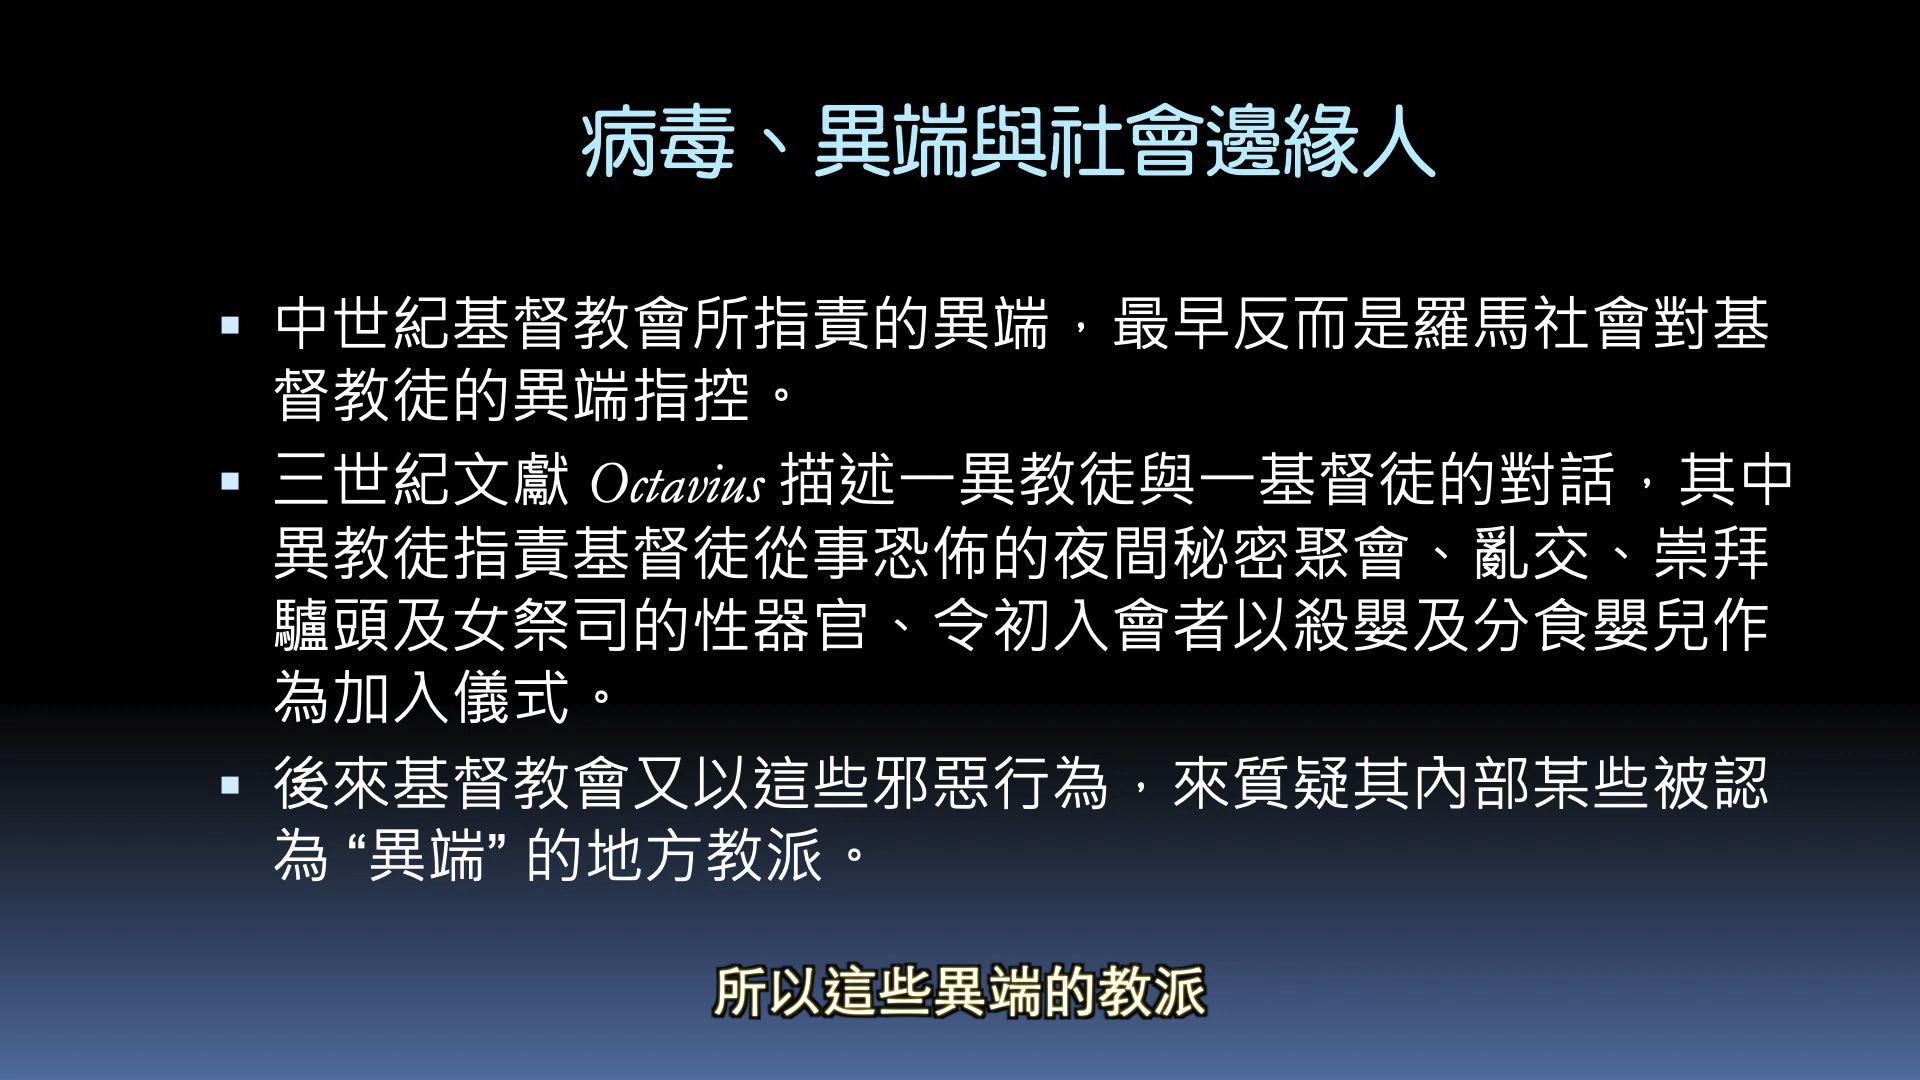 病毒、異端與社會邊緣人
▪ 中世紀基督教會所指責的異端，最早反而是羅馬社會對基
督教徒的異端指控。
▪ 三世紀文獻 Octavius 描述一異教徒與一基督徒的對話，其中
異教徒指責基督徒從事恐佈的夜間秘密聚會、亂交、崇拜
驢頭及女祭司的性器官、令初入會者以殺嬰及分食嬰兒作
為加入儀式。
▪ 後來基督教會又以這些邪惡行為，來質疑其內部某些被認
為 “異端” 的地方教派。
所以這些異端的教派